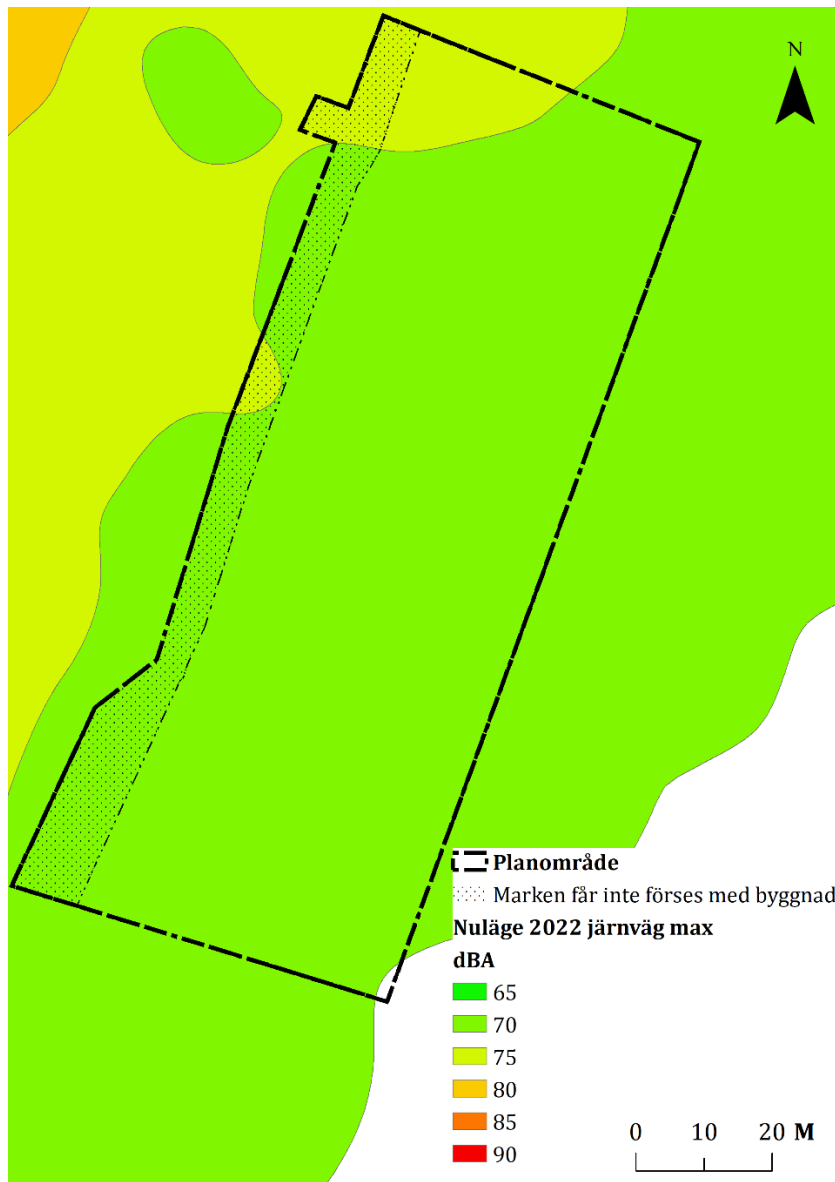 N
Planområde
Marken får inte förses med byggnad
Nuläge 2022 järnväg max
dBA
65
70
75
80
85
90
0 10 20 M